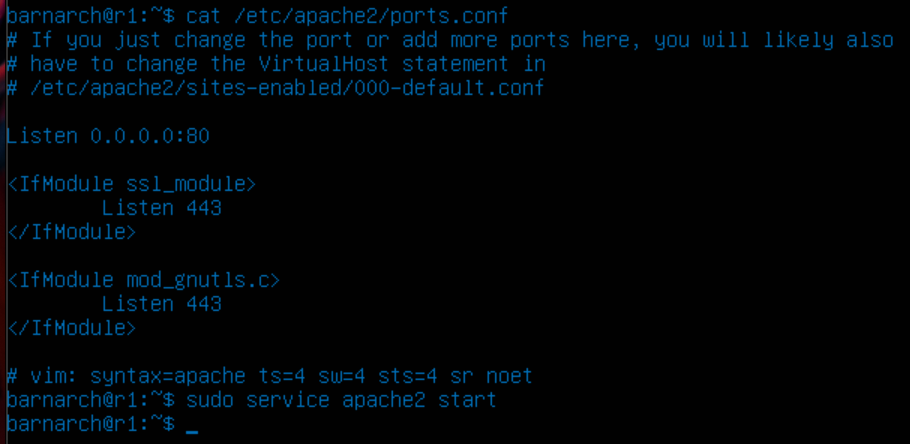 barnarch@r1:~$ cat /etc/apache2/ports.conf
# If you just change the port or add more ports here, you will likely also
# have to change the VirtualHost statement in
# /etc/apache2/sites-enabled/000-default.conf
Listen 0.0.0.0:80
<IfModule ssl_module>
Listen 443
</IfModule>
<IfModule mod_gnutls.c>
Listen 443
</IfModule>
# vim: syntax=apache ts=4 sw=4 sts=4 sr noet
barnarch@r1:~$ sudo service apache2 start
barnarch@r1:~$ _